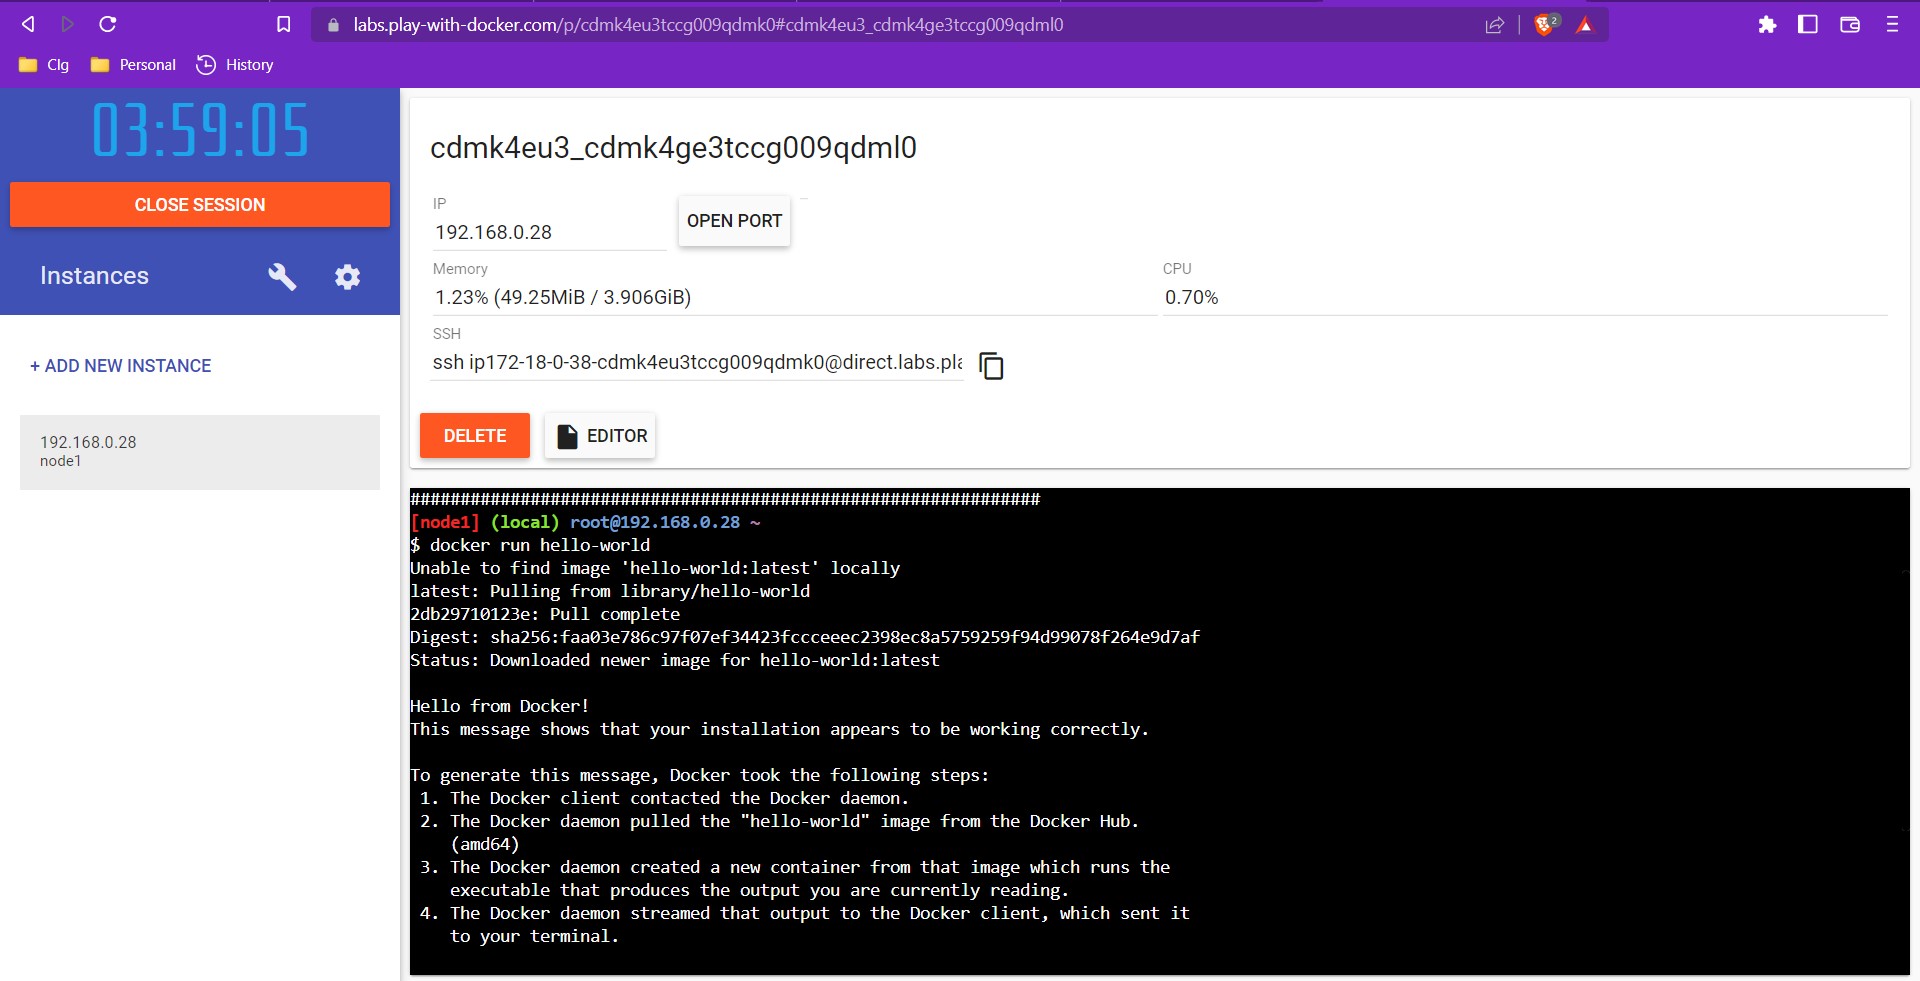 labs.play-with-docker.com/p/cdmk4eu3tccg009qdmk0#cdmk4eu3_cdmk4ge3tccg009qdml0
2
Clg Personal History
03:59:05
CLOSE SESSION
Instances
+ ADD NEW INSTANCE
192.168.0.28
node1
cdmk4eu3_cdmk4ge3tccg009qdml0
IP
192.168.0.28
OPEN PORT
Memory
1.23% (49.25MiB / 3.906GiB)
CPU
0.70%
SSH
ssh ip172-18-0-38-cdmk4eu3tccg009qdmk0@direct.labs.pla
DELETE
EDITOR
###############################################################
[node1] (local) root@192.168.0.28 ~
$ docker run hello-world
Unable to find image 'hello-world:latest' locally
latest: Pulling from library/hello-world
2db29710123e: Pull complete
Digest: sha256:faa03e786c97f07ef34423fccceeec2398ec8a5759259f94d99078f264e9d7af
Status: Downloaded newer image for hello-world:latest
Hello from Docker!
This message shows that your installation appears to be working correctly.
To generate this message, Docker took the following steps:
1. The Docker client contacted the Docker daemon.
2. The Docker daemon pulled the "hello-world" image from the Docker Hub.
(amd64)
3. The Docker daemon created a new container from that image which runs the
executable that produces the output you are currently reading.
4. The Docker daemon streamed that output to the Docker client, which sent it
to your terminal.